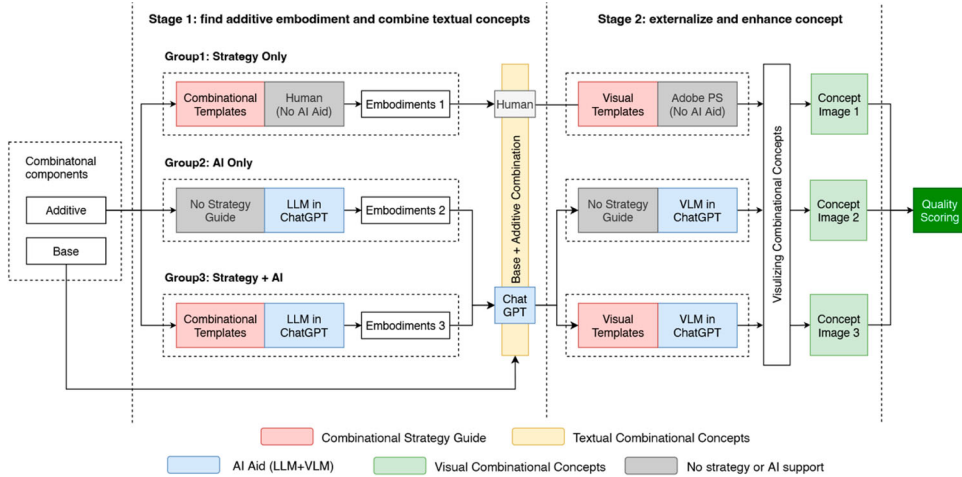 Stage 1: find additive embodiment and combine textual concepts
Stage 2: externalize and enhance concept
Group1: Strategy Only
Combinational
Templates
Human
(No AI Aid)
Embodiments 1
Human
Visual
Templates
Adobe PS
(No AI Aid)
Concept
Image 1
Combinatonal
components
Additive
Base
Group2: AI Only
No Strategy
Guide
LLM in
ChatGPT
Embodiments 2
Base + Additive Combination
No Strategy
Guide
VLM in
ChatGPT
Visulizing Combinational Concepts
Concept
Image 2
Quality
Scoring
Group3: Strategy + AI
Combinational
Templates
LLM in
ChatGPT
Embodiments 3
Chat
GPT
Visual
Templates
VLM in
ChatGPT
Concept
Image 3
Combinational Strategy Guide
Textual Combinational Concepts
AI Aid (LLM+VLM)
Visual Combinational Concepts
No strategy or AI support